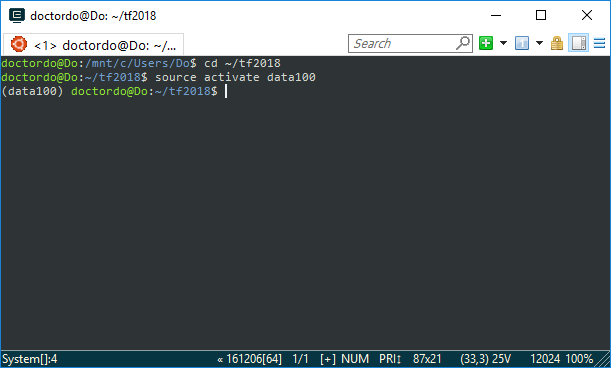 doctordo@Do: ~/tf2018
<1> doctordo@Do: ~/...
Search
1
doctordo@Do:/mnt/c/Users/Do$ cd ~/tf2018
doctordo@Do:~/tf2018$ source activate data100
(data100) doctordo@Do:~/tf2018$
System[]:4 « 161206[64] 1/1 [+] NUM PRI↕ 87x21 (33,3) 25V 12024 100%